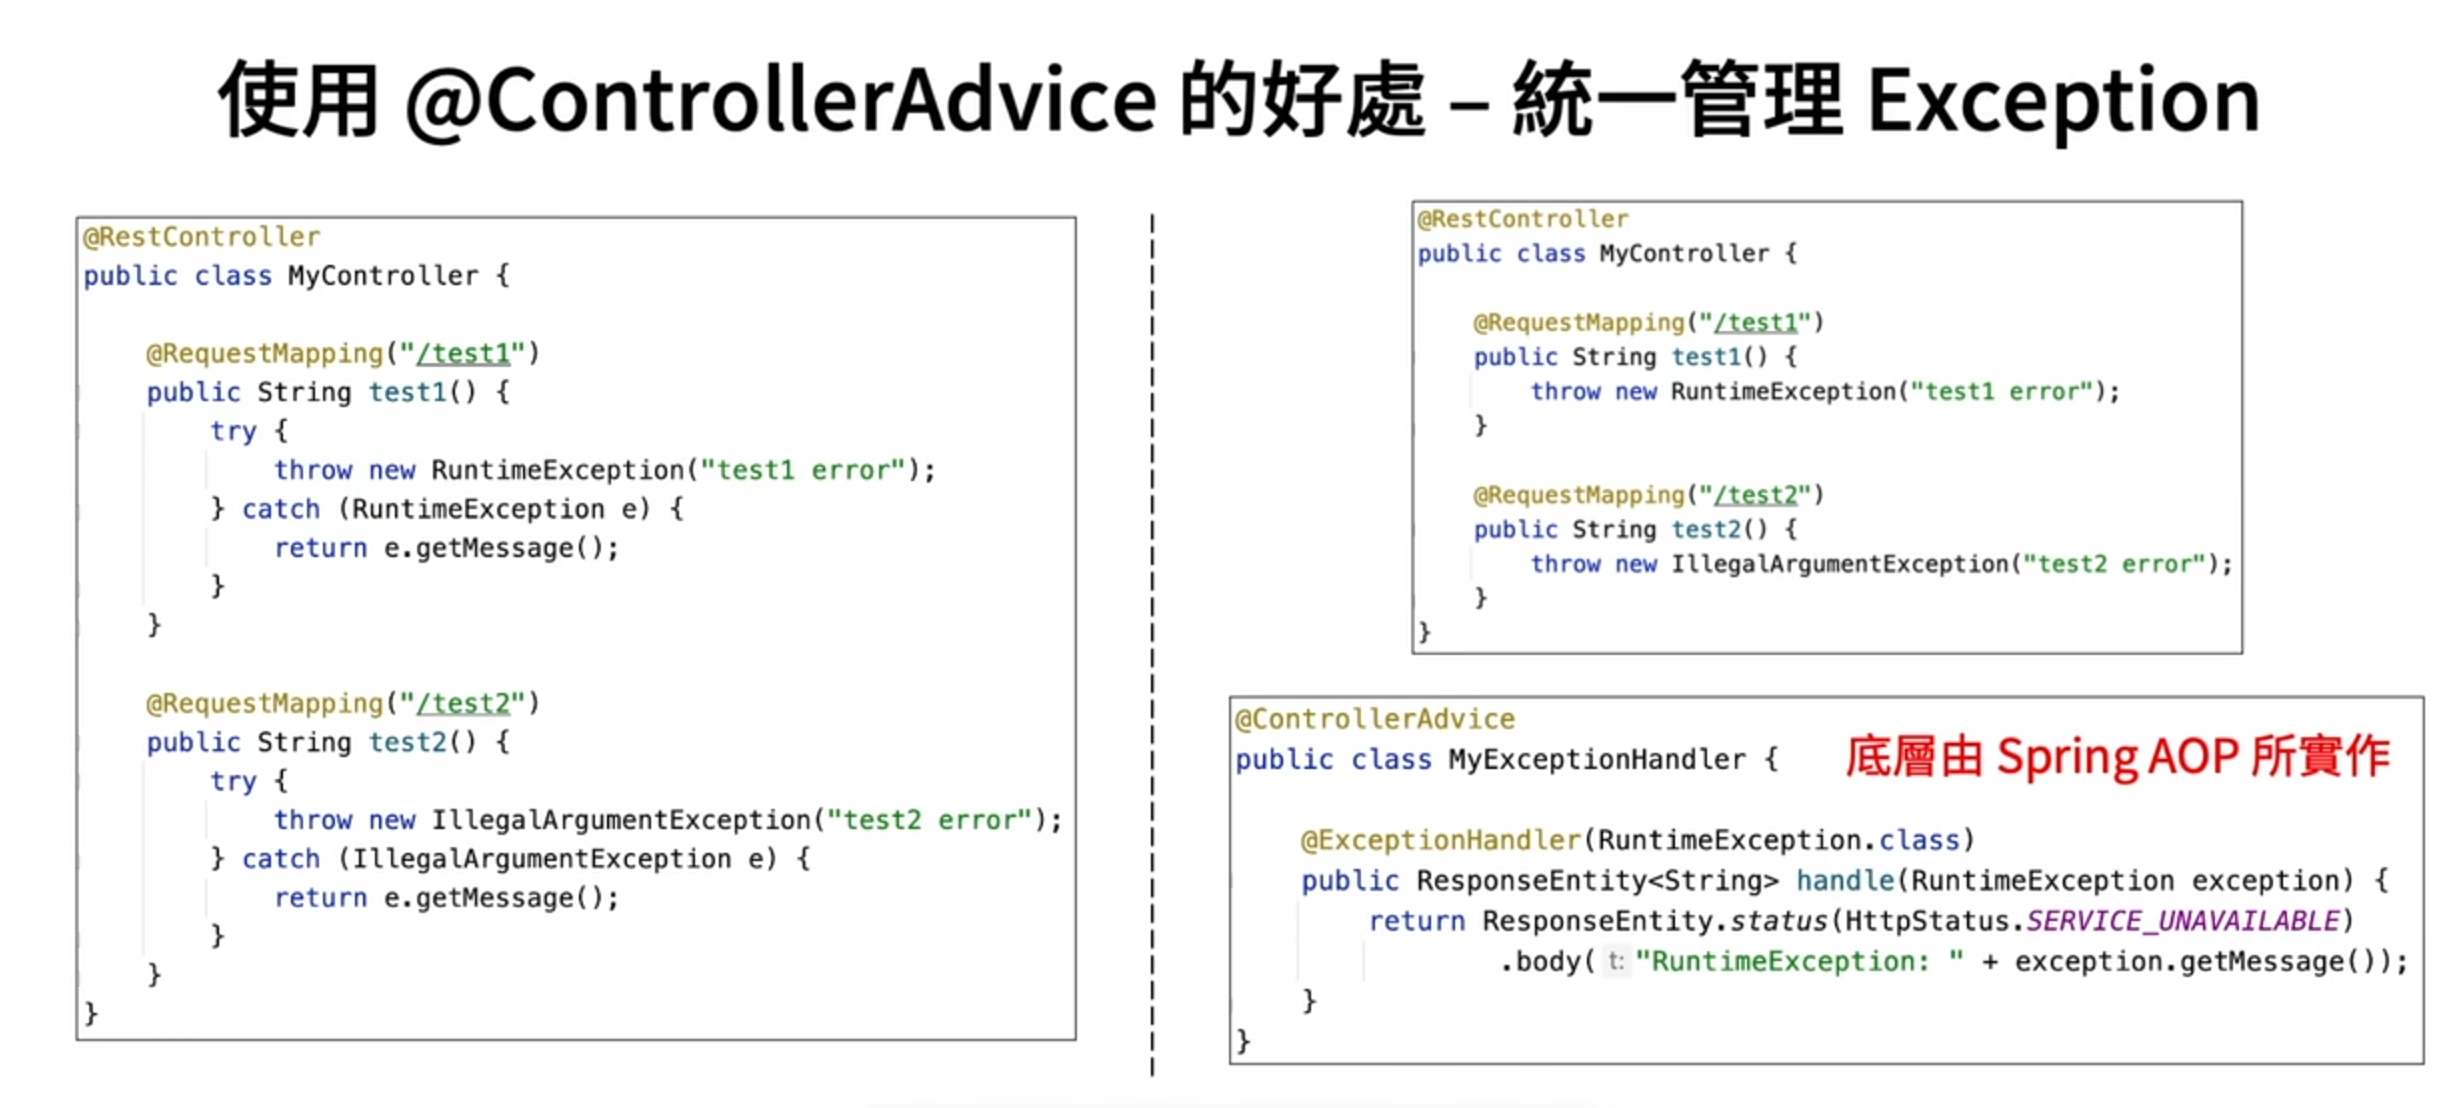 使用 @ControllerAdvice 的好處 – 統一管理 Exception
@RestController
public class MyController {
@RequestMapping("/test1")
public String test1() {
try {
throw new RuntimeException("test1 error");
} catch (RuntimeException e) {
return e.getMessage();
}
}
@RequestMapping("/test2")
public String test2() {
try {
throw new IllegalArgumentException("test2 error");
} catch (IllegalArgumentException e) {
return e.getMessage();
}
}
}
@RestController
public class MyController {
@RequestMapping("/test1")
public String test1() {
throw new RuntimeException("test1 error");
}
@RequestMapping("/test2")
public String test2() {
throw new IllegalArgumentException("test2 error");
}
}
@ControllerAdvice
public class MyExceptionHandler {
底層由 Spring AOP 所實作
@ExceptionHandler(RuntimeException.class)
public ResponseEntity<String> handle(RuntimeException exception) {
return ResponseEntity.status(HttpStatus.SERVICE_UNAVAILABLE)
.body( t: "RuntimeException: " + exception.getMessage());
}
}